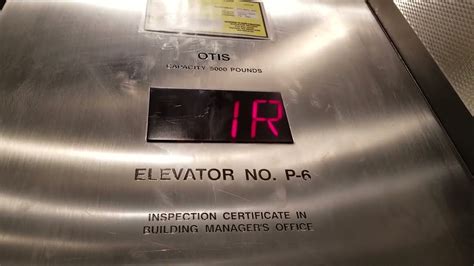 OTIS
CAPACITY 5000 POUNDS
1R
ELEVATOR NO. P-6
INSPECTION CERTIFICATE IN
BUILDING MANAGER'S OFFICE